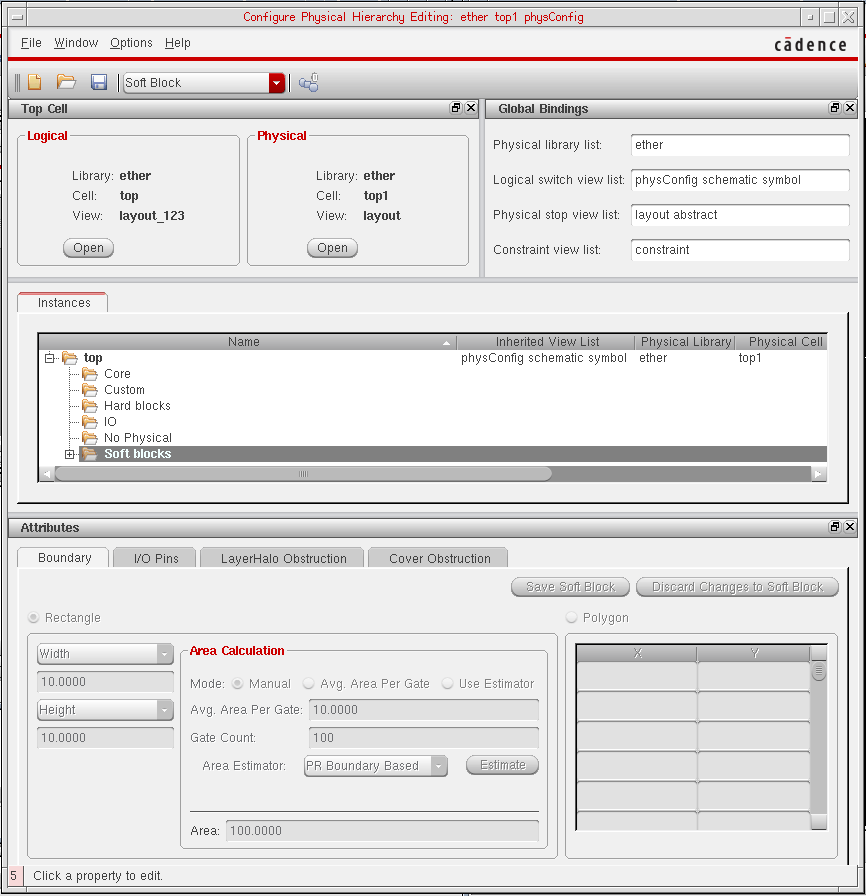 Configure Physical Hierarchy Editing: ether top1 physConfig
File Window Options Help
cādence
Soft Block
Top Cell
Logical
Library: ether
Cell: top
View: layout_123
Open
Physical
Library: ether
Cell: top1
View: layout
Open
Global Bindings
Physical library list: ether
Logical switch view list: physConfig schematic symbol
Physical stop view list: layout abstract
Constraint view list: constraint
Instances
Name Inherited View List Physical Library Physical Cell
top physConfig schematic symbol ether top1
Core
Custom
Hard blocks
IO
No Physical
Soft blocks
Attributes
Boundary I/O Pins LayerHalo Obstruction Cover Obstruction
Save Soft Block Discard Changes to Soft Block
Rectangle
Width
10.0000
Height
10.0000
Area Calculation
Mode: Manual Avg. Area Per Gate Use Estimator
Avg. Area Per Gate: 10.0000
Gate Count: 100
Area Estimator: PR Boundary Based Estimate
Area: 100.0000
Polygon
X Y
5 Click a property to edit.